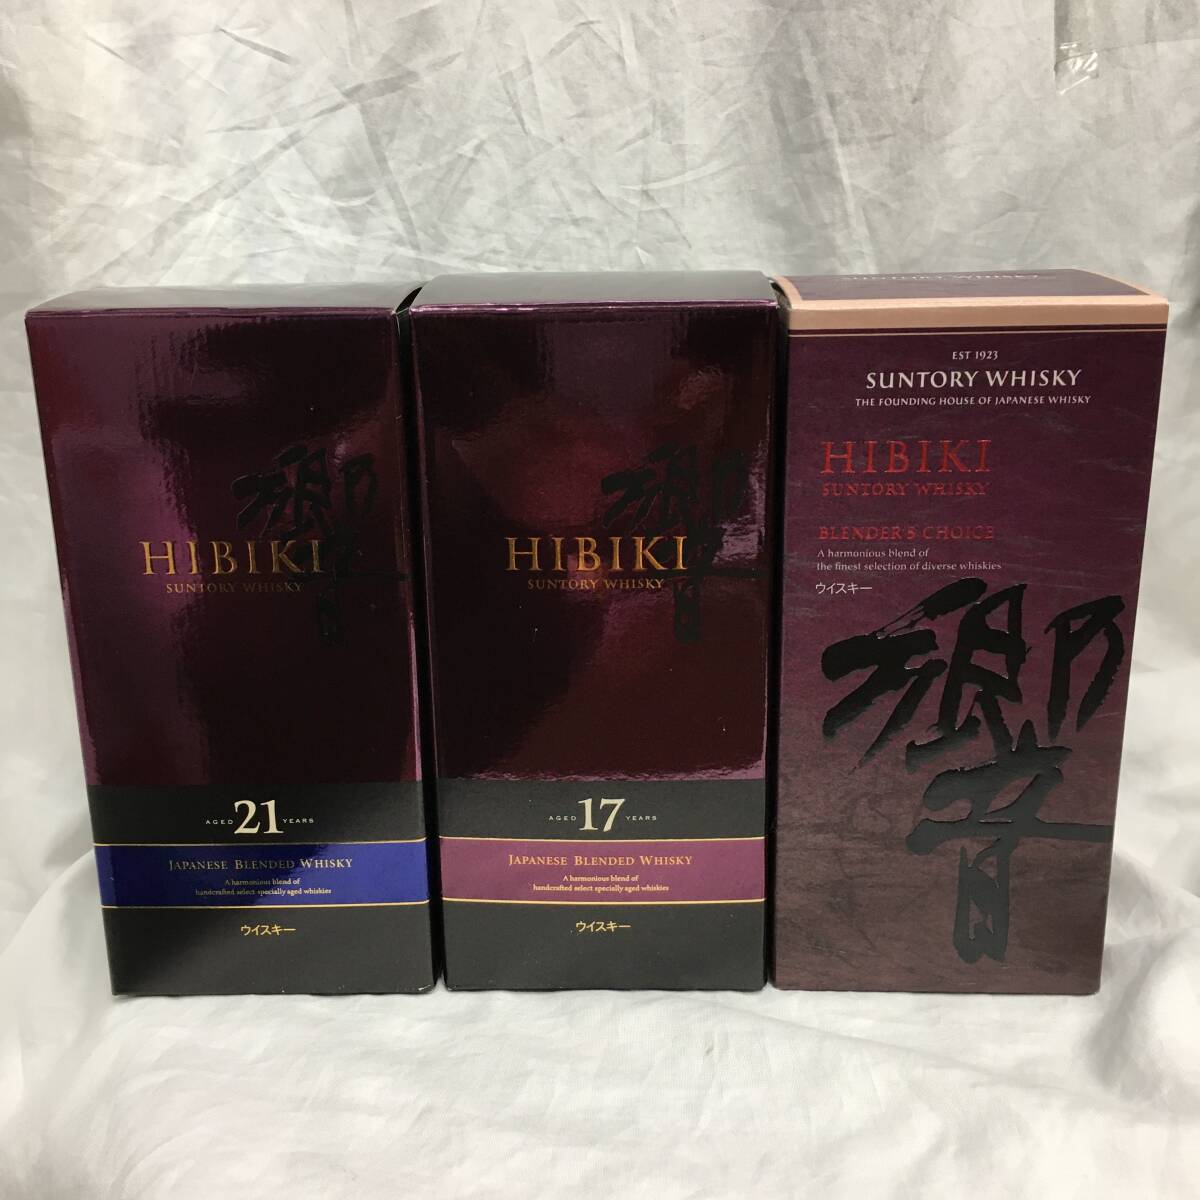 響
HIBIKI
SUNTORY WHISKY
AGED 21 YEARS
JAPANESE BLENDED WHISKY
A harmonious blend of
handcrafted select specially aged whiskies
ウイスキー
響
HIBIKI
SUNTORY WHISKY
AGED 17 YEARS
JAPANESE BLENDED WHISKY
A harmonious blend of
handcrafted select specially aged whiskies
ウイスキー
SUNTORY WHISKY
EST 1923
SUNTORY WHISKY
THE FOUNDING HOUSE OF JAPANESE WHISKY
HIBIKI
SUNTORY WHISKY
BLENDER'S CHOICE
A harmonious blend of
the finest selection of diverse whiskies
ウイスキー
響